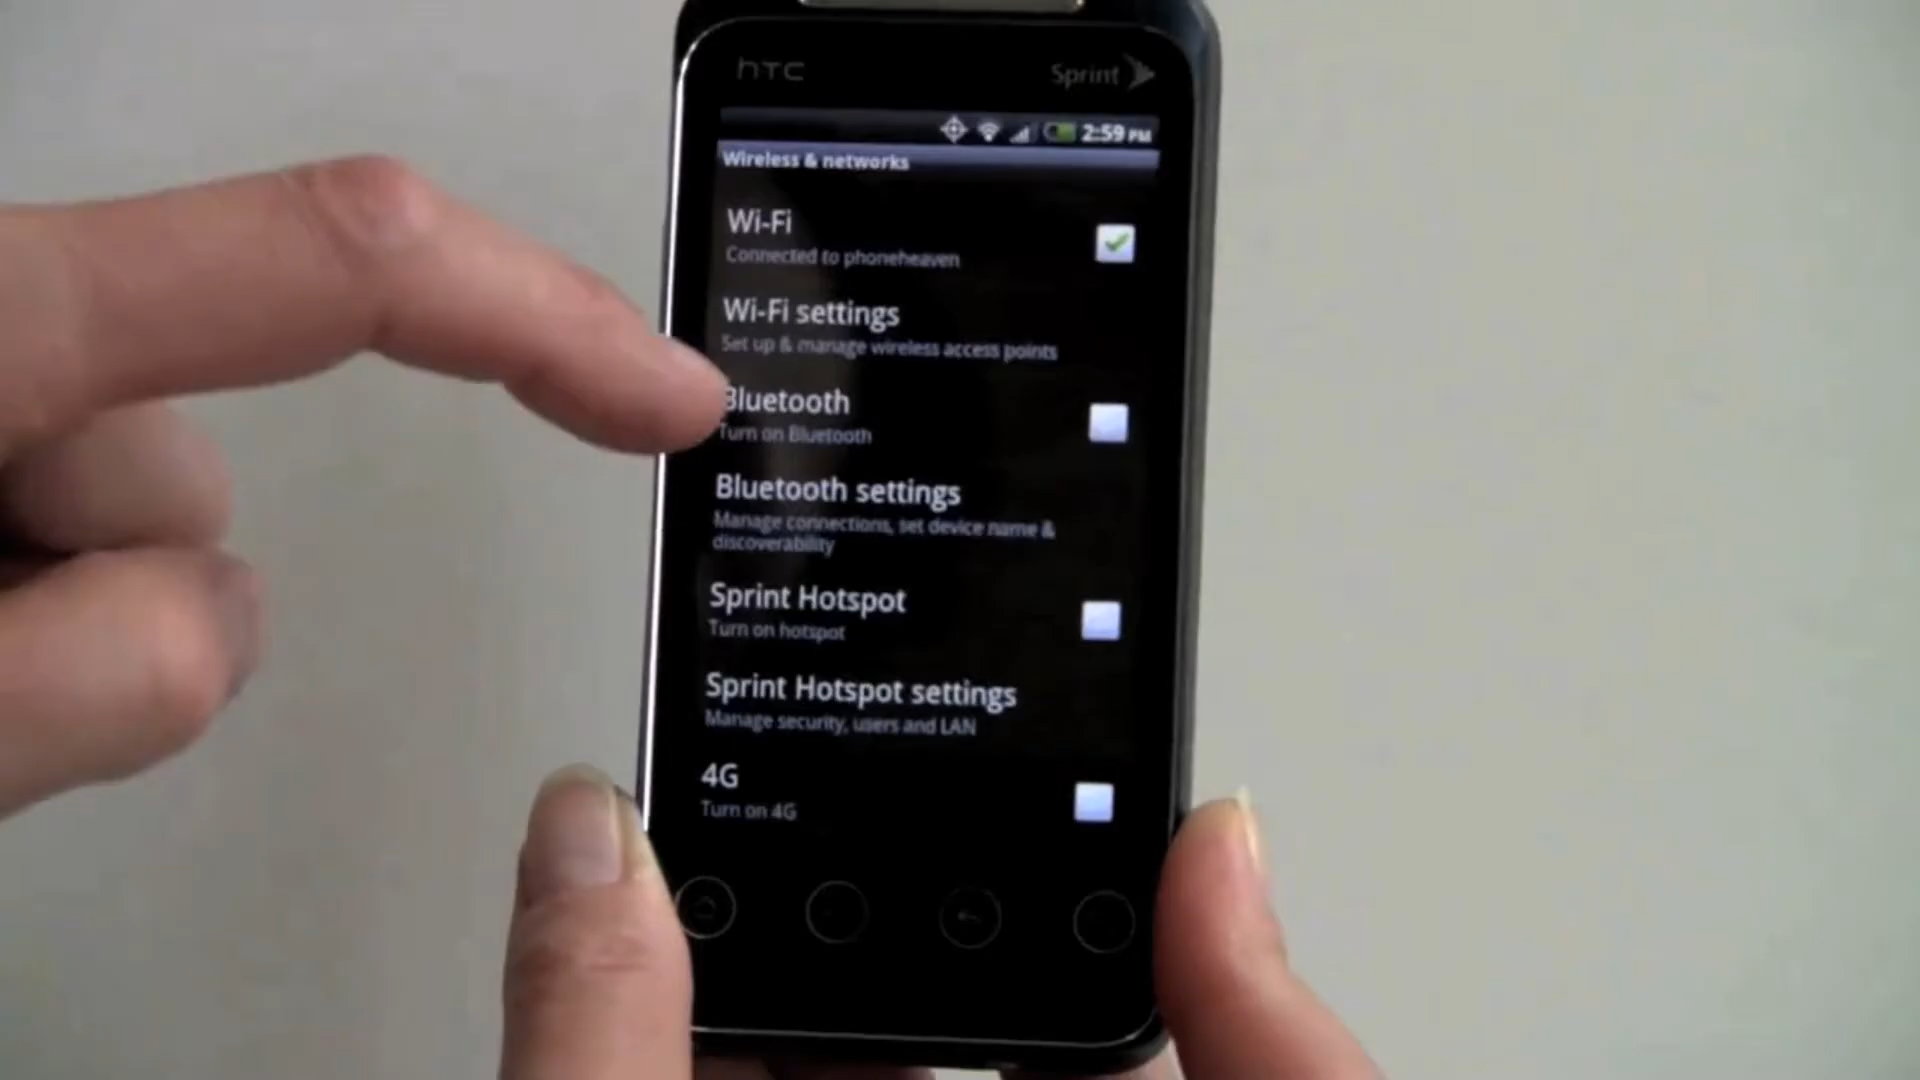 hTC
Sprint
2:59 PM
Wireless & networks
Wi-Fi
Connected to phoneheaven
Wi-Fi settings
Set up & manage wireless access points
Bluetooth
Turn on Bluetooth
Bluetooth settings
Manage connections, set device name &
discoverability
Sprint Hotspot
Turn on hotspot
Sprint Hotspot settings
Manage security, users and LAN
4G
Turn on 4G